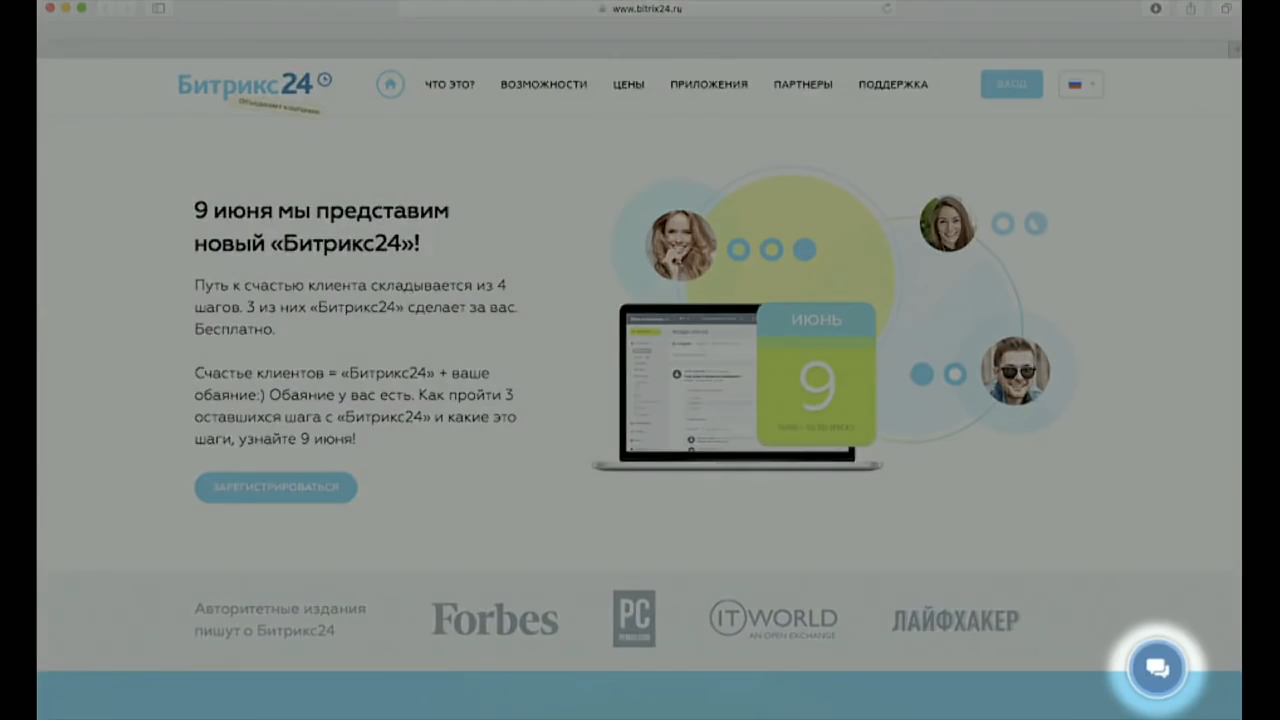 www.bitrix24.ru
Битрикс24
ЧТО ЭТО?
ВОЗМОЖНОСТИ
ЦЕНЫ
ПРИЛОЖЕНИЯ
ПАРТНЕРЫ
ПОДДЕРЖКА
ВХОД
9 июня мы представим
новый «Битрикс24»!
Путь к счастью клиента складывается из 4
шагов. 3 из них «Битрикс24» сделает за вас.
Бесплатно.
Счастье клиентов = «Битрикс24» + ваше
обаяние:) Обаяние у вас есть. Как пройти 3
оставшихся шага с «Битрикс24» и какие это
шаги, узнайте 9 июня!
ЗАРЕГИСТРИРОВАТЬСЯ
ИЮНЬ
9
Авторитетные издания
пишут о Битрикс24
Forbes
PC
IT WORLD
AN OPEN EXCHANGE
ЛАЙФХАКЕР